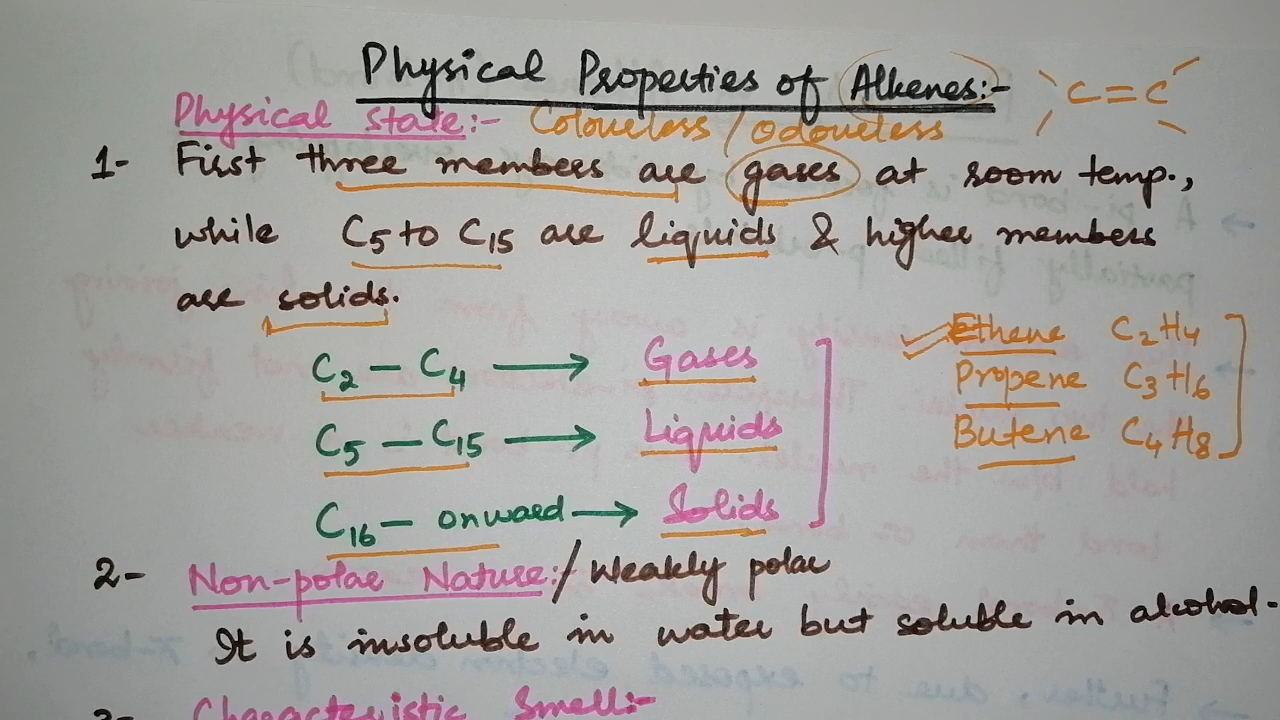 Physical Properties of Alkenes:-
C=C
Physical state:- Colourless / Odourless
1- First three members are gases at room temp.,
while C5 to C15 are liquids & higher members
are solids.
C2 – C4 → Gases
C5 – C15 → Liquids
C16 – onward → Solids
Ethene C2H4
Propene C3H6
Butene C4H8
2- Non-polar Nature:/ Weakly polar
It is insoluble in water but soluble in alcohol.
3- Characteristic Smell:-